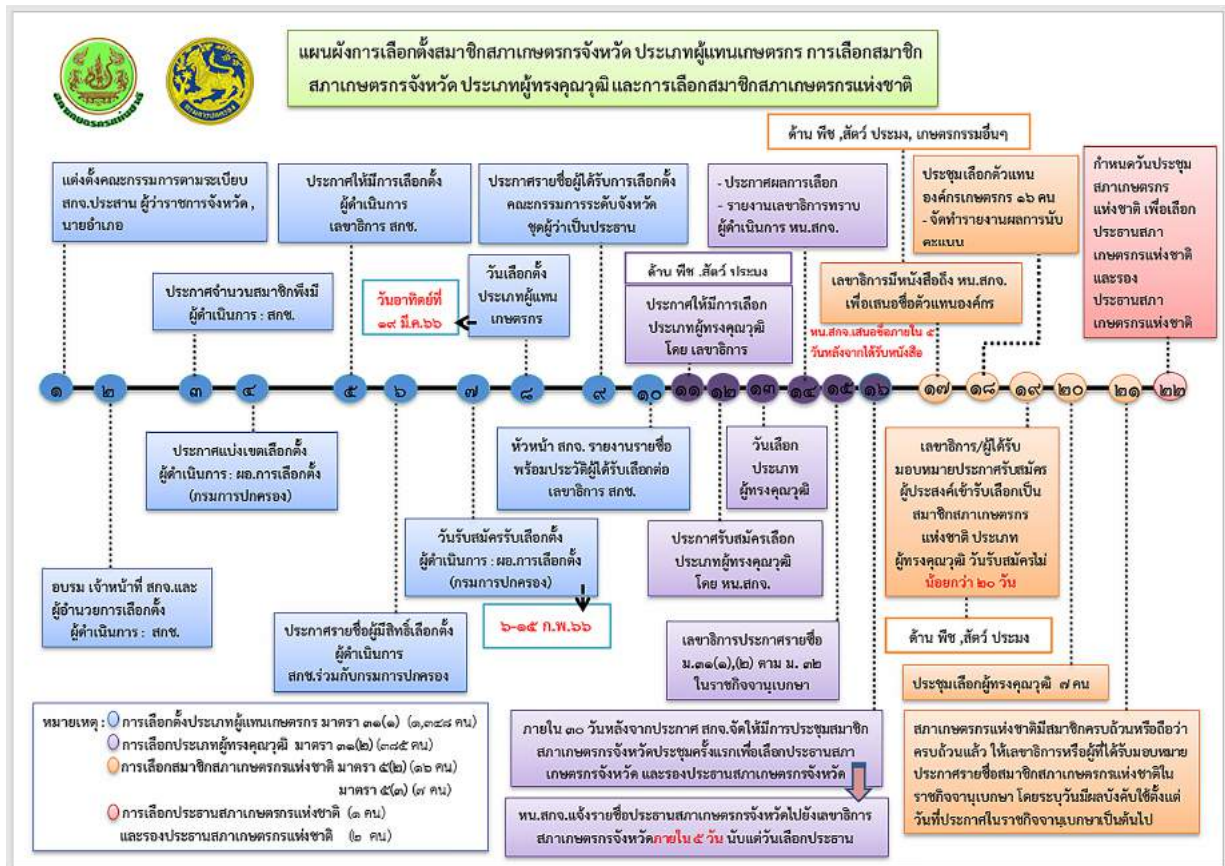 สภาเกษตรกรแห่งชาติ
กรมการปกครอง
แผนผังการเลือกตั้งสมาชิกสภาเกษตรกรจังหวัด ประเภทผู้แทนเกษตรกร การเลือกสมาชิก
สภาเกษตรกรจังหวัด ประเภทผู้ทรงคุณวุฒิ และการเลือกสมาชิกสภาเกษตรกรแห่งชาติ
แต่งตั้งคณะกรรมการตามระเบียบ
สกจ.ประสาน ผู้ว่าราชการจังหวัด ,
นายอำเภอ
ประกาศให้มีการเลือกตั้ง
ผู้ดำเนินการ
เลขาธิการ สกช.
ประกาศรายชื่อผู้ได้รับการเลือกตั้ง
คณะกรรมการระดับจังหวัด
ชุดผู้ว่าเป็นประธาน
- ประกาศผลการเลือก
- รายงานเลขาธิการทราบ
ผู้ดำเนินการ หน.สกจ.
ด้าน พืช ,สัตว์ ประมง, เกษตรกรรมอื่นๆ
ประชุมเลือกตัวแทน
องค์กรเกษตรกร ๑๖ คน
- จัดทำรายงานผลการนับ
คะแนน
กำหนดวันประชุม
สภาเกษตรกร
แห่งชาติ เพื่อเลือก
ประธานสภา
เกษตรกรแห่งชาติ
และรอง
ประธานสภา
เกษตรกรแห่งชาติ
ประกาศจำนวนสมาชิกพึงมี
ผู้ดำเนินการ : สกช.
วันอาทิตย์ที่
๑๙ มี.ค.๖๖
วันเลือกตั้ง
ประเภทผู้แทน
เกษตรกร
ด้าน พืช ,สัตว์ ประมง
ประกาศให้มีการเลือก
ประเภทผู้ทรงคุณวุฒิ
โดย เลขาธิการ
เลขาธิการมีหนังสือถึง หน.สกจ.
เพื่อเสนอชื่อตัวแทนองค์กร
หน.สกจ.เสนอชื่อภายใน ๕
วันหลังจากได้รับหนังสือ
๑ ๒ ๓ ๔ ๕ ๖ ๗ ๘ ๙ ๑๐ ๑๑ ๑๒ ๑๓ ๑๔ ๑๕ ๑๖ ๑๗ ๑๘ ๑๙ ๒๐ ๒๑ ๒๒
ประกาศแบ่งเขตเลือกตั้ง
ผู้ดำเนินการ : ผอ.การเลือกตั้ง
(กรมการปกครอง)
หัวหน้า สกจ. รายงานรายชื่อ
พร้อมประวัติผู้ได้รับเลือกต่อ
เลขาธิการ สกช.
วันเลือก
ประเภท
ผู้ทรงคุณวุฒิ
เลขาธิการ/ผู้ได้รับ
มอบหมายประกาศรับสมัคร
ผู้ประสงค์เข้ารับเลือกเป็น
สมาชิกสภาเกษตรกร
แห่งชาติ ประเภท
ผู้ทรงคุณวุฒิ วันรับสมัครไม่
น้อยกว่า ๒๐ วัน
อบรม เจ้าหน้าที่ สกจ.และ
ผู้อำนวยการเลือกตั้ง
ผู้ดำเนินการ : สกช.
วันรับสมัครรับเลือกตั้ง
ผู้ดำเนินการ : ผอ.การเลือกตั้ง
(กรมการปกครอง)
๖-๑๕ ก.พ.๖๖
ประกาศรับสมัครเลือก
ประเภทผู้ทรงคุณวุฒิ
โดย หน.สกจ.
ประกาศรายชื่อผู้มีสิทธิ์เลือกตั้ง
ผู้ดำเนินการ
สกช.ร่วมกับกรมการปกครอง
เลขาธิการประกาศรายชื่อ
ม.๓๑(๑),(๒) ตาม ม. ๓๒
ในราชกิจจานุเบกษา
ด้าน พืช ,สัตว์ ประมง
ประชุมเลือกผู้ทรงคุณวุฒิ ๗ คน
หมายเหตุ : การเลือกตั้งประเภทผู้แทนเกษตรกร มาตรา ๓๑(๑) (๑,๓๔๘ คน)
การเลือกประเภทผู้ทรงคุณวุฒิ มาตรา ๓๑(๒) (๓๘๕ คน)
การเลือกสมาชิกสภาเกษตรกรแห่งชาติ มาตรา ๕(๒) (๑๖ คน)
มาตรา ๕(๓) (๗ คน)
การเลือกประธานสภาเกษตรกรแห่งชาติ (๑ คน)
และรองประธานสภาเกษตรกรแห่งชาติ (๒ คน)
ภายใน ๓๐ วันหลังจากประกาศ สกจ.จัดให้มีการประชุมสมาชิก
สภาเกษตรกรจังหวัดประชุมครั้งแรกเพื่อเลือกประธานสภา
เกษตรกรจังหวัด และรองประธานสภาเกษตรกรจังหวัด
หน.สกจ.แจ้งรายชื่อประธานสภาเกษตรกรจังหวัดไปยังเลขาธิการ
สภาเกษตรกรจังหวัดภายใน ๕ วัน นับแต่วันเลือกประธาน
สภาเกษตรกรแห่งชาติมีสมาชิกครบถ้วนหรือถือว่า
ครบถ้วนแล้ว ให้เลขาธิการหรือผู้ที่ได้รับมอบหมาย
ประกาศรายชื่อสมาชิกสภาเกษตรกรแห่งชาติใน
ราชกิจจานุเบกษา โดยระบุวันมีผลบังคับใช้ตั้งแต่
วันที่ประกาศในราชกิจจานุเบกษาเป็นต้นไป